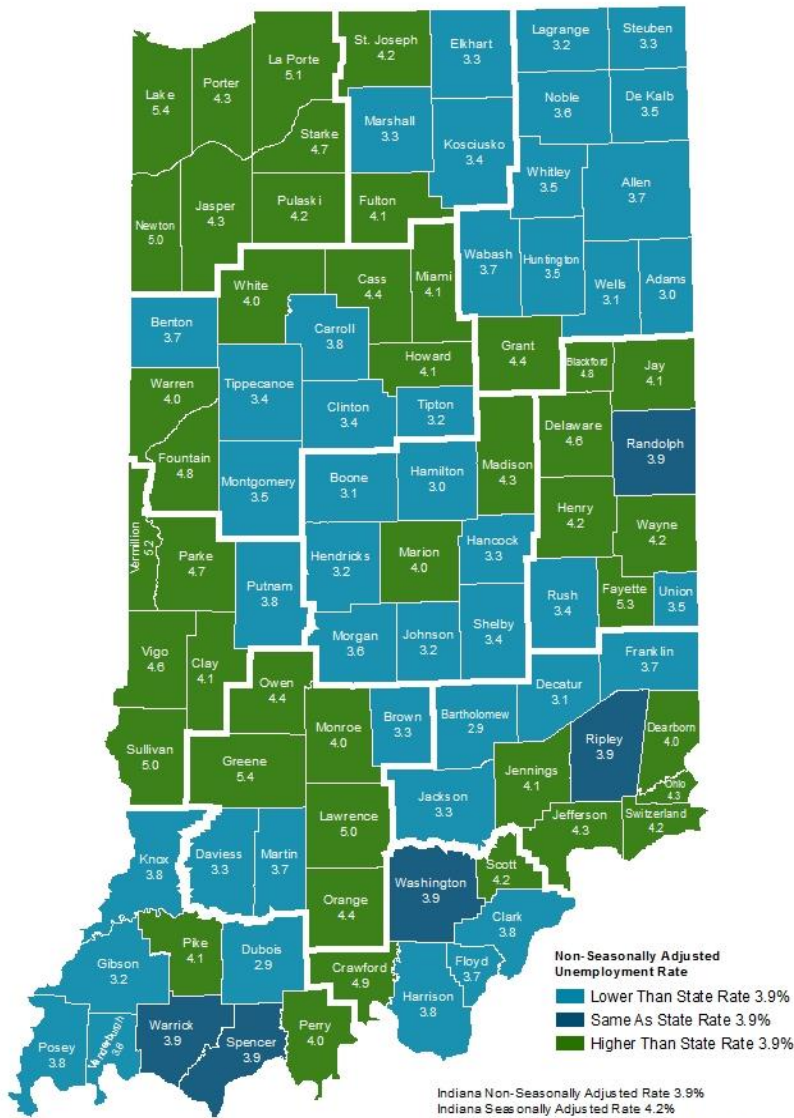 St. Joseph
4.2
Elkhart
3.3
Lagrange
3.2
Steuben
3.3
La Porte
5.1
Porter
4.3
Lake
5.4
Noble
3.6
De Kalb
3.5
Marshall
3.3
Starke
4.7
Kosciusko
3.4
Whitley
3.5
Allen
3.7
Newton
5.0
Jasper
4.3
Pulaski
4.2
Fulton
4.1
Wabash
3.7
Huntington
3.5
Wells
3.1
Adams
3.0
White
4.0
Cass
4.4
Miami
4.1
Benton
3.7
Carroll
3.8
Howard
4.1
Grant
4.4
Blackford
4.8
Jay
4.1
Warren
4.0
Tippecanoe
3.4
Clinton
3.4
Tipton
3.2
Delaware
4.6
Randolph
3.9
Fountain
4.8
Montgomery
3.5
Boone
3.1
Hamilton
3.0
Madison
4.3
Henry
4.2
Wayne
4.2
Vermillion
5.2
Parke
4.7
Putnam
3.8
Hendricks
3.2
Marion
4.0
Hancock
3.3
Rush
3.4
Fayette
5.3
Union
3.5
Vigo
4.6
Clay
4.1
Morgan
3.6
Johnson
3.2
Shelby
3.4
Franklin
3.7
Owen
4.4
Monroe
4.0
Brown
3.3
Bartholomew
2.9
Decatur
3.1
Ripley
3.9
Dearborn
4.0
Sullivan
5.0
Greene
5.4
Jennings
4.1
Ohio
4.3
Lawrence
5.0
Jackson
3.3
Jefferson
4.3
Switzerland
4.2
Knox
3.8
Daviess
3.3
Martin
3.7
Orange
4.4
Washington
3.9
Scott
4.2
Clark
3.8
Gibson
3.2
Pike
4.1
Dubois
2.9
Crawford
4.9
Floyd
3.7
Harrison
3.8
Posey
3.8
Vanderburgh
3.6
Warrick
3.9
Spencer
3.9
Perry
4.0
Non-Seasonally Adjusted
Unemployment Rate
Lower Than State Rate 3.9%
Same As State Rate 3.9%
Higher Than State Rate 3.9%
Indiana Non-Seasonally Adjusted Rate 3.9%
Indiana Seasonally Adjusted Rate 4.2%